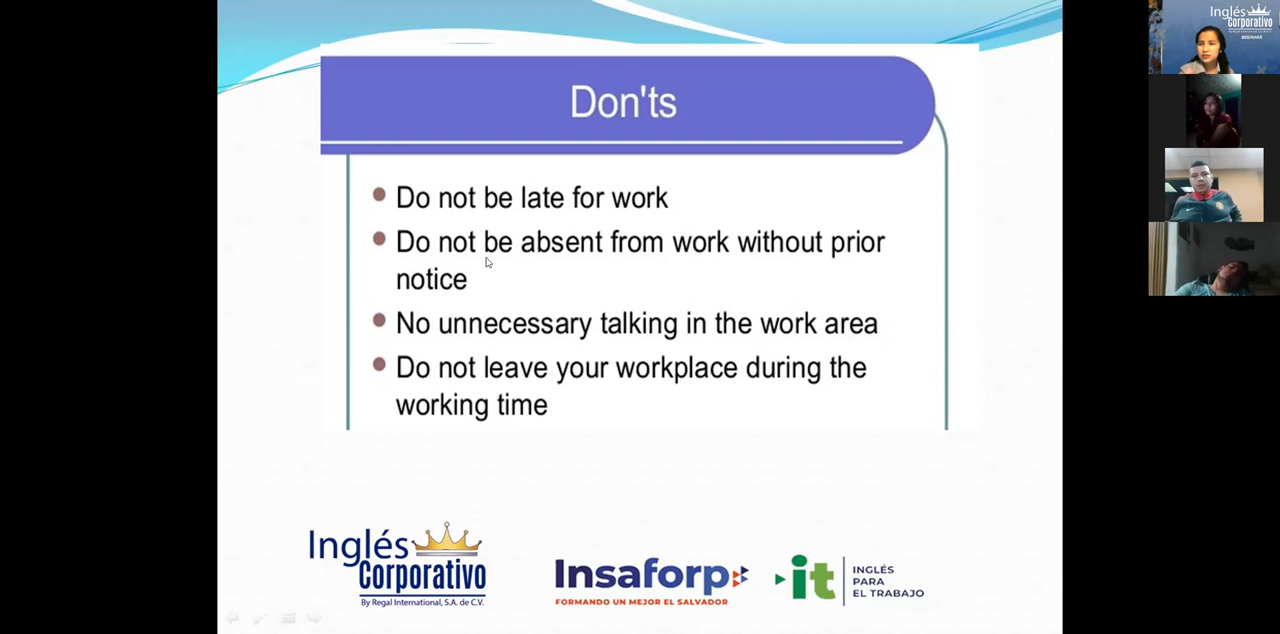 Don'ts
Do not be late for work
Do not be absent from work without prior
notice
No unnecessary talking in the work area
Do not leave your workplace during the
working time
Inglés
Corporativo
By Regal International, S.A. de C.V.
Insaforp
FORMANDO UN MEJOR EL SALVADOR
it
INGLÉS
PARA
EL TRABAJO
Inglés
Corporativo
BEGINNER